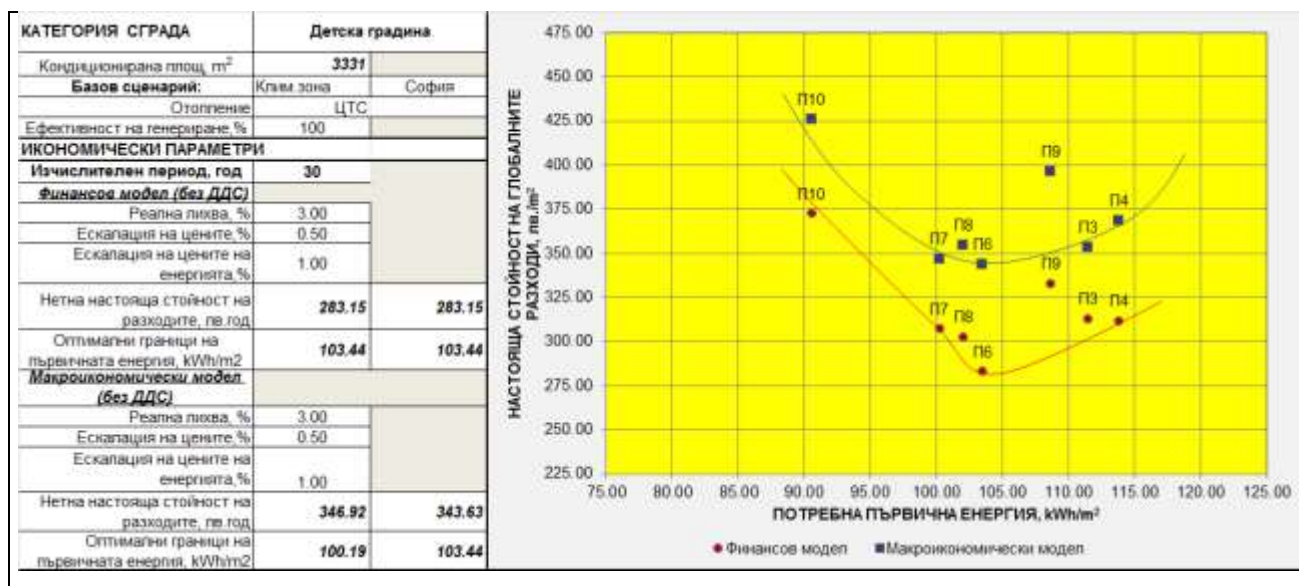 КАТЕГОРИЯ СГРАДА Детска градина
Кондиционирана площ, m² 3331
Базов сценарий: Клим.зона София
Отопление ЦТС
Ефективност на генериране,% 100
ИКОНОМИЧЕСКИ ПАРАМЕТРИ
Изчислителен период, год 30
Финансов модел (без ДДС)
Реална лихва, % 3.00
Ескалация на цените,% 0.50
Ескалация на цените на
енергията,% 1.00
Нетна настояща стойност на
разходите, лв.год 283.15 283.15
Оптимални граници на
първичната енергия, kWh/m2 103.44 103.44
Макроикономически модел
(без ДДС)
Реална лихва, % 3.00
Ескалация на цените,% 0.50
Ескалация на цените на
енергията,% 1.00
Нетна настояща стойност на
разходите, лв.год 346.92 343.63
Оптимални граници на
първичната енергия, kWh/m2 100.19 103.44
НАСТОЯЩА СТОЙНОСТ НА ГЛОБАЛНИТЕ
РАЗХОДИ, лв./m²
475.00
450.00
425.00
400.00
375.00
350.00
325.00
300.00
275.00
250.00
225.00
П10
П9
П4
П3
П8
П7
П6
П10
П9
П3
П4
П7
П8
П6
75.00 80.00 85.00 90.00 95.00 100.00 105.00 110.00 115.00 120.00 125.00
ПОТРЕБНА ПЪРВИЧНА ЕНЕРГИЯ, kWh/m²
Финансов модел Макроикономически модел